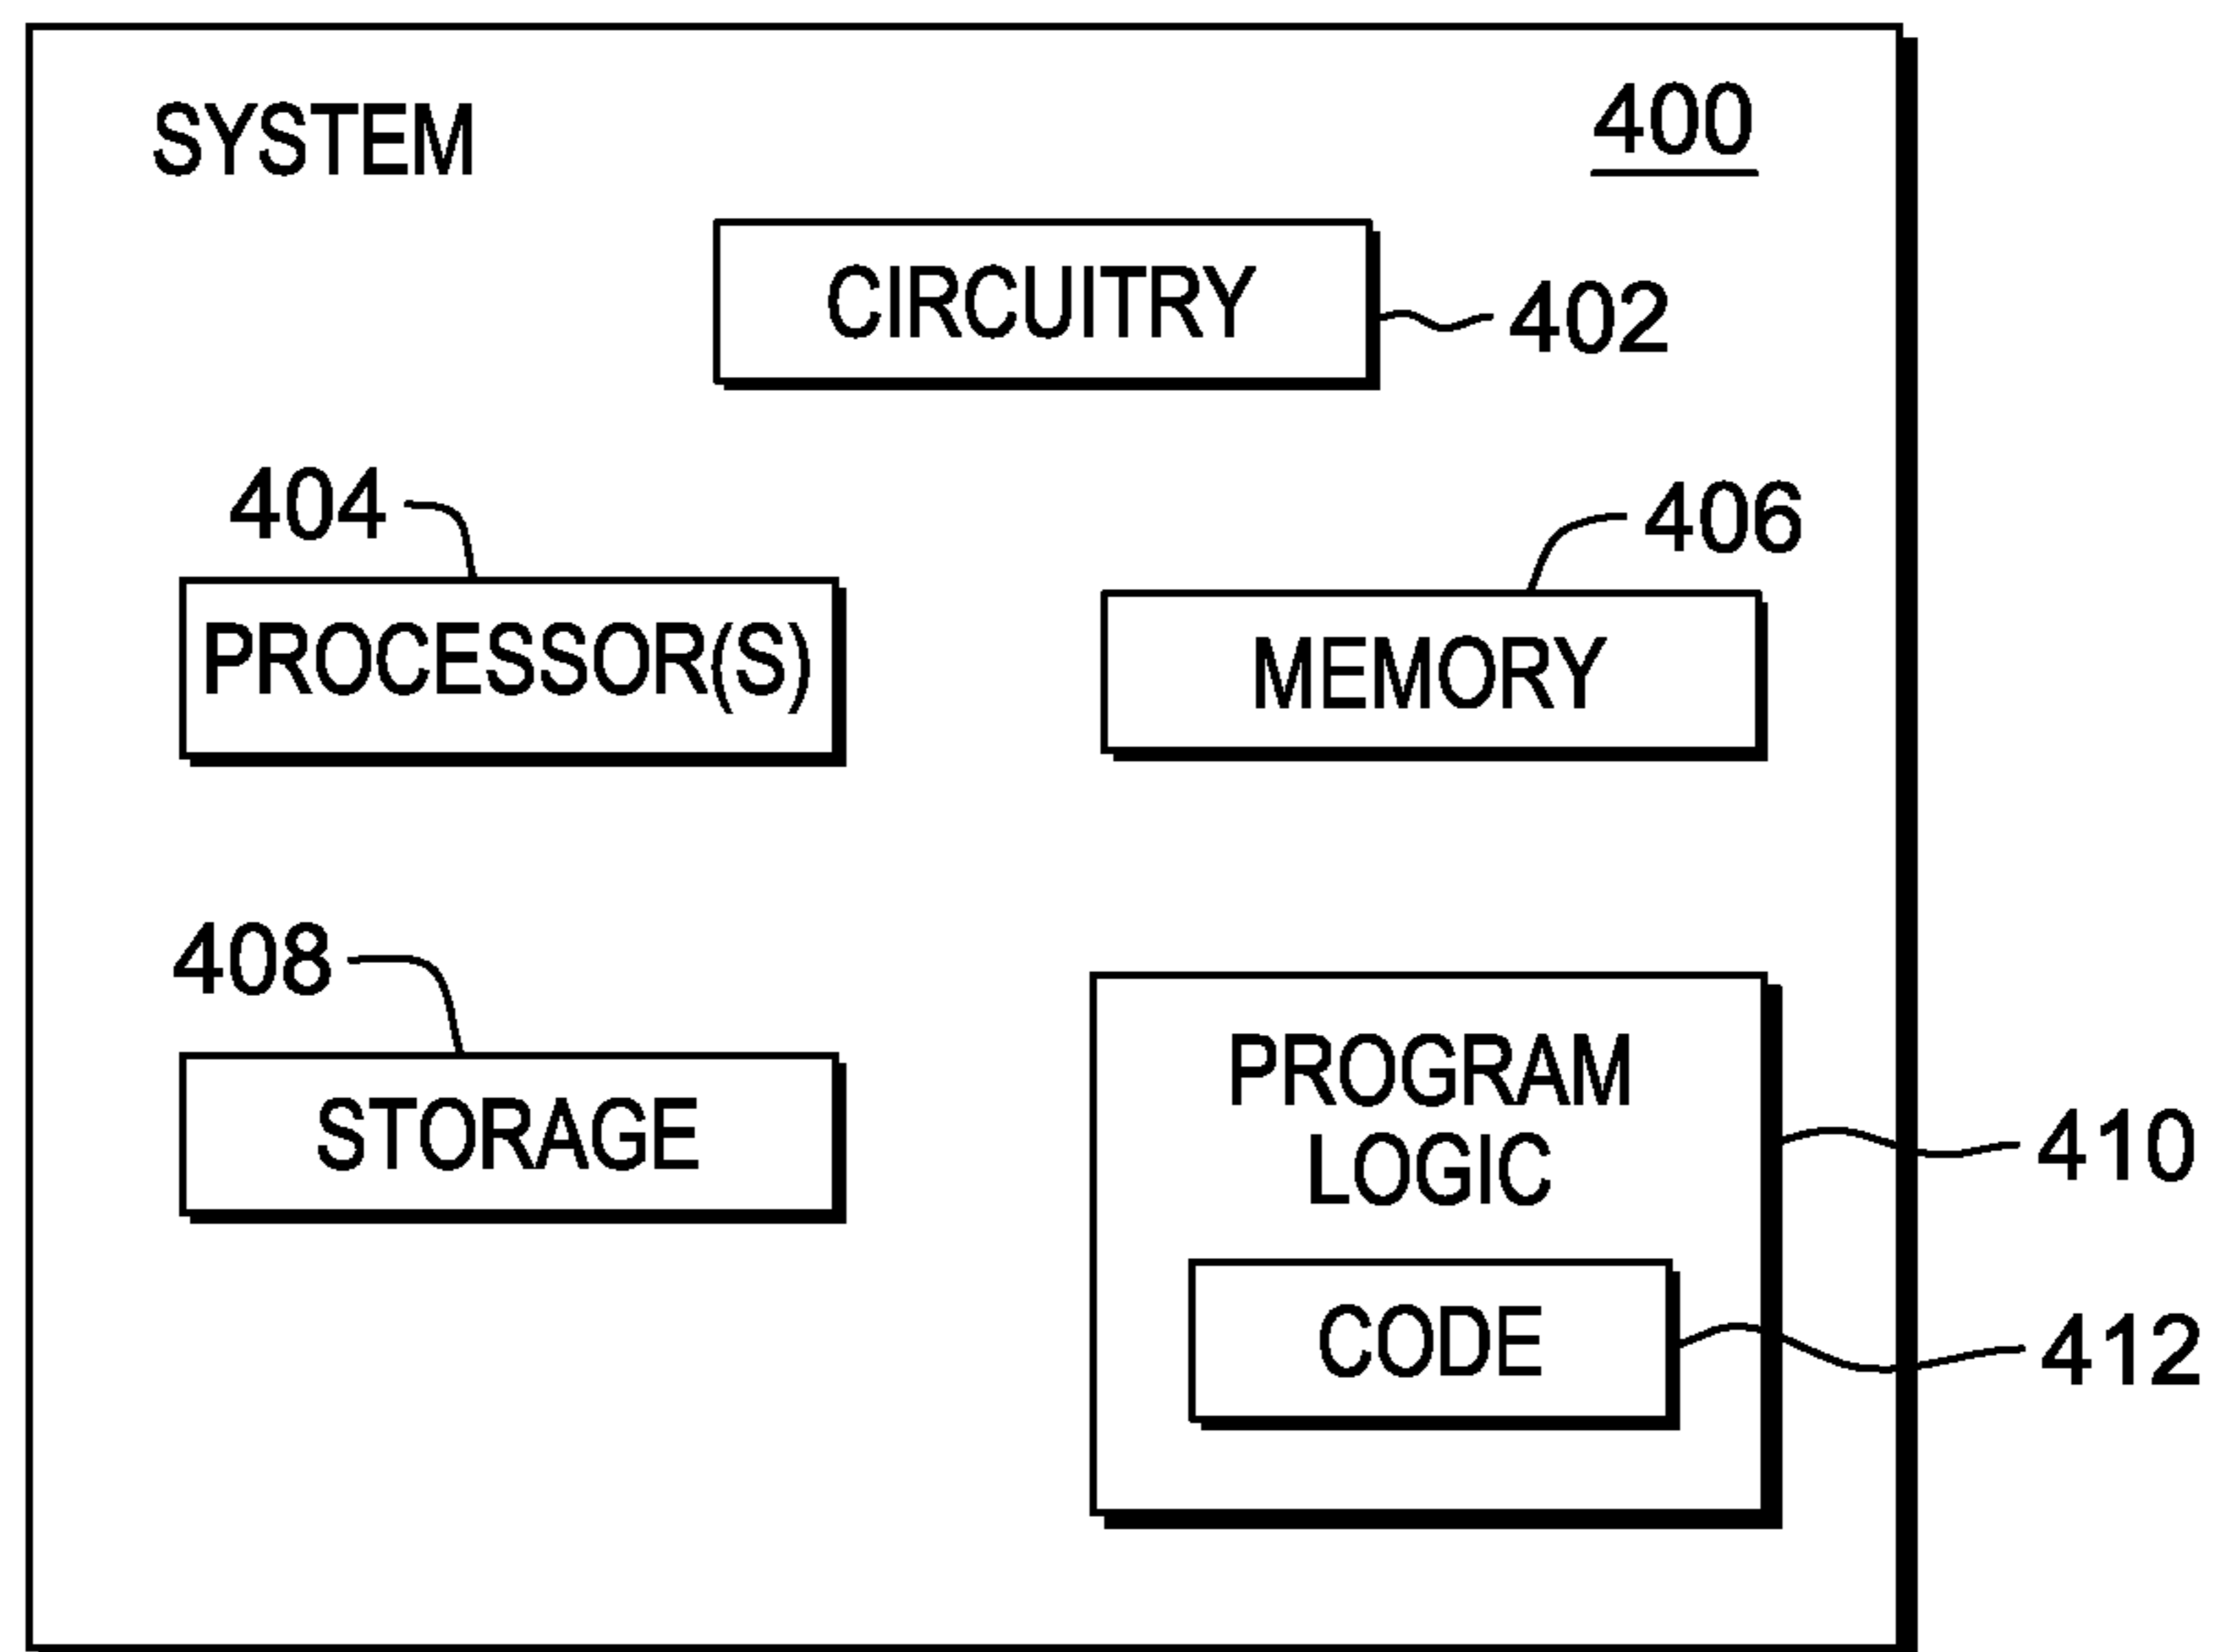 SYSTEM
400
CIRCUITRY
402
404
406
PROCESSOR(S)
MEMORY
408
STORAGE
PROGRAM
LOGIC
410
CODE
412